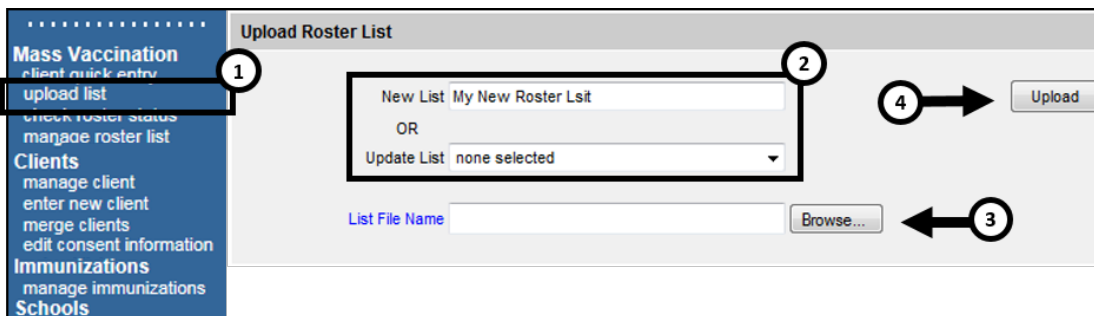 Mass Vaccination
client quick entry
upload list
check roster status
manage roster list
Clients
manage client
enter new client
merge clients
edit consent information
Immunizations
manage immunizations
Schools
1
Upload Roster List
2
New List My New Roster Lsit
OR
Update List none selected
4
Upload
List File Name
Browse...
3